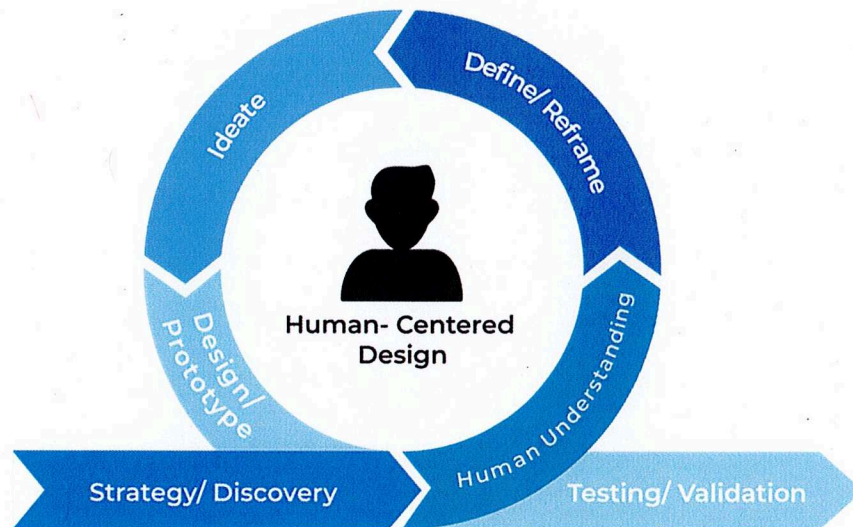 Define/ Reframe
Ideate
Human- Centered
Design
Design/
Prototype
Human Understanding
Strategy/ Discovery
Testing/ Validation